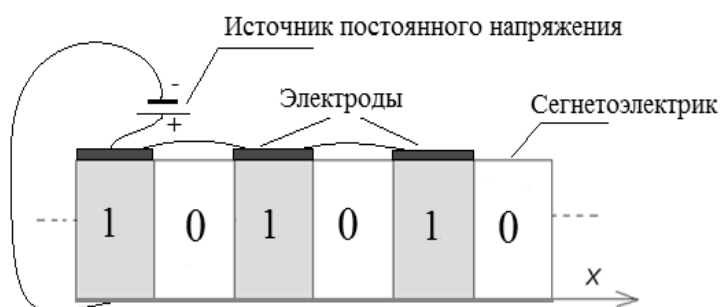 Источник постоянного напряжения
-
+
Электроды
Сегнетоэлектрик
1 0 1 0 1 0
x